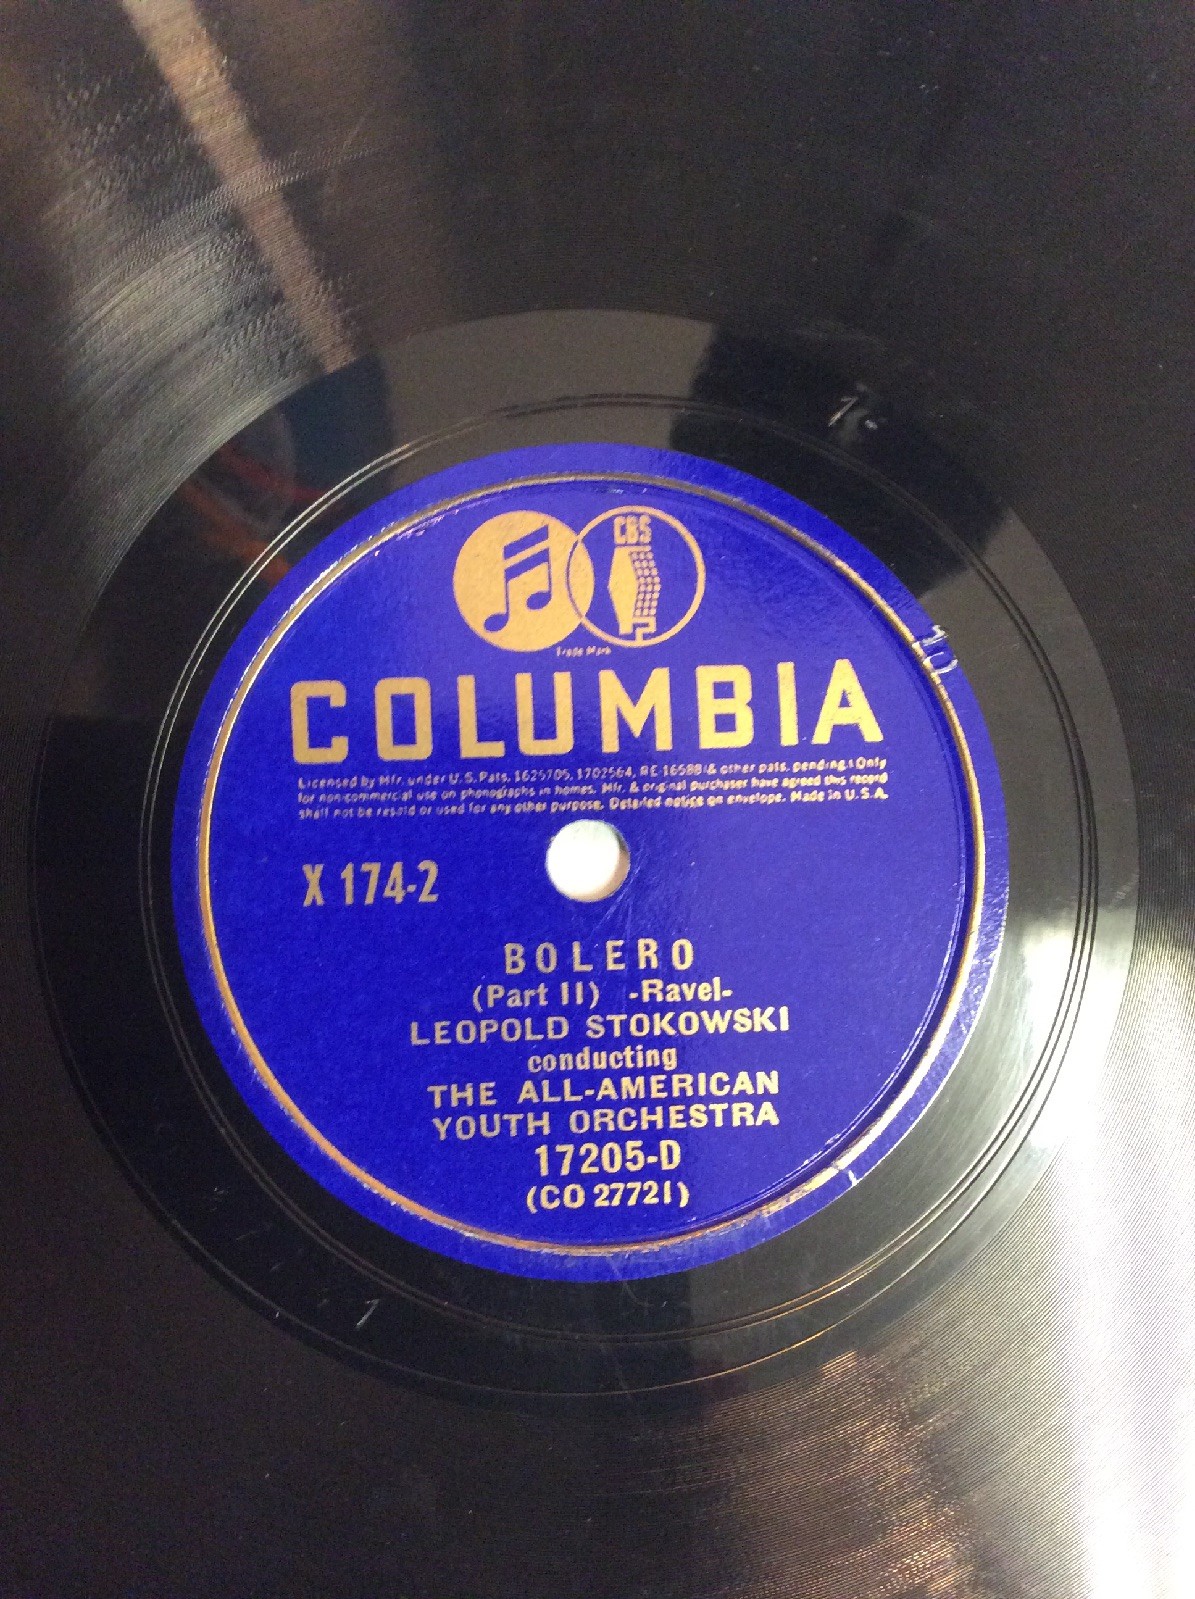 CBS
Trade Mark
COLUMBIA
Licensed by Mfr. under U.S. Pats. 1625705, 1702564, RE 16588 & other pats. pending. Only
for non-commercial use on phonographs in homes. Mfr. & original purchaser have agreed this record
shall not be resold or used for any other purpose. Detailed notice on envelope. Made in U.S.A.
X 174-2
BOLERO
(Part II) -Ravel-
LEOPOLD STOKOWSKI
conducting
THE ALL-AMERICAN
YOUTH ORCHESTRA
17205-D
(CO 27721)